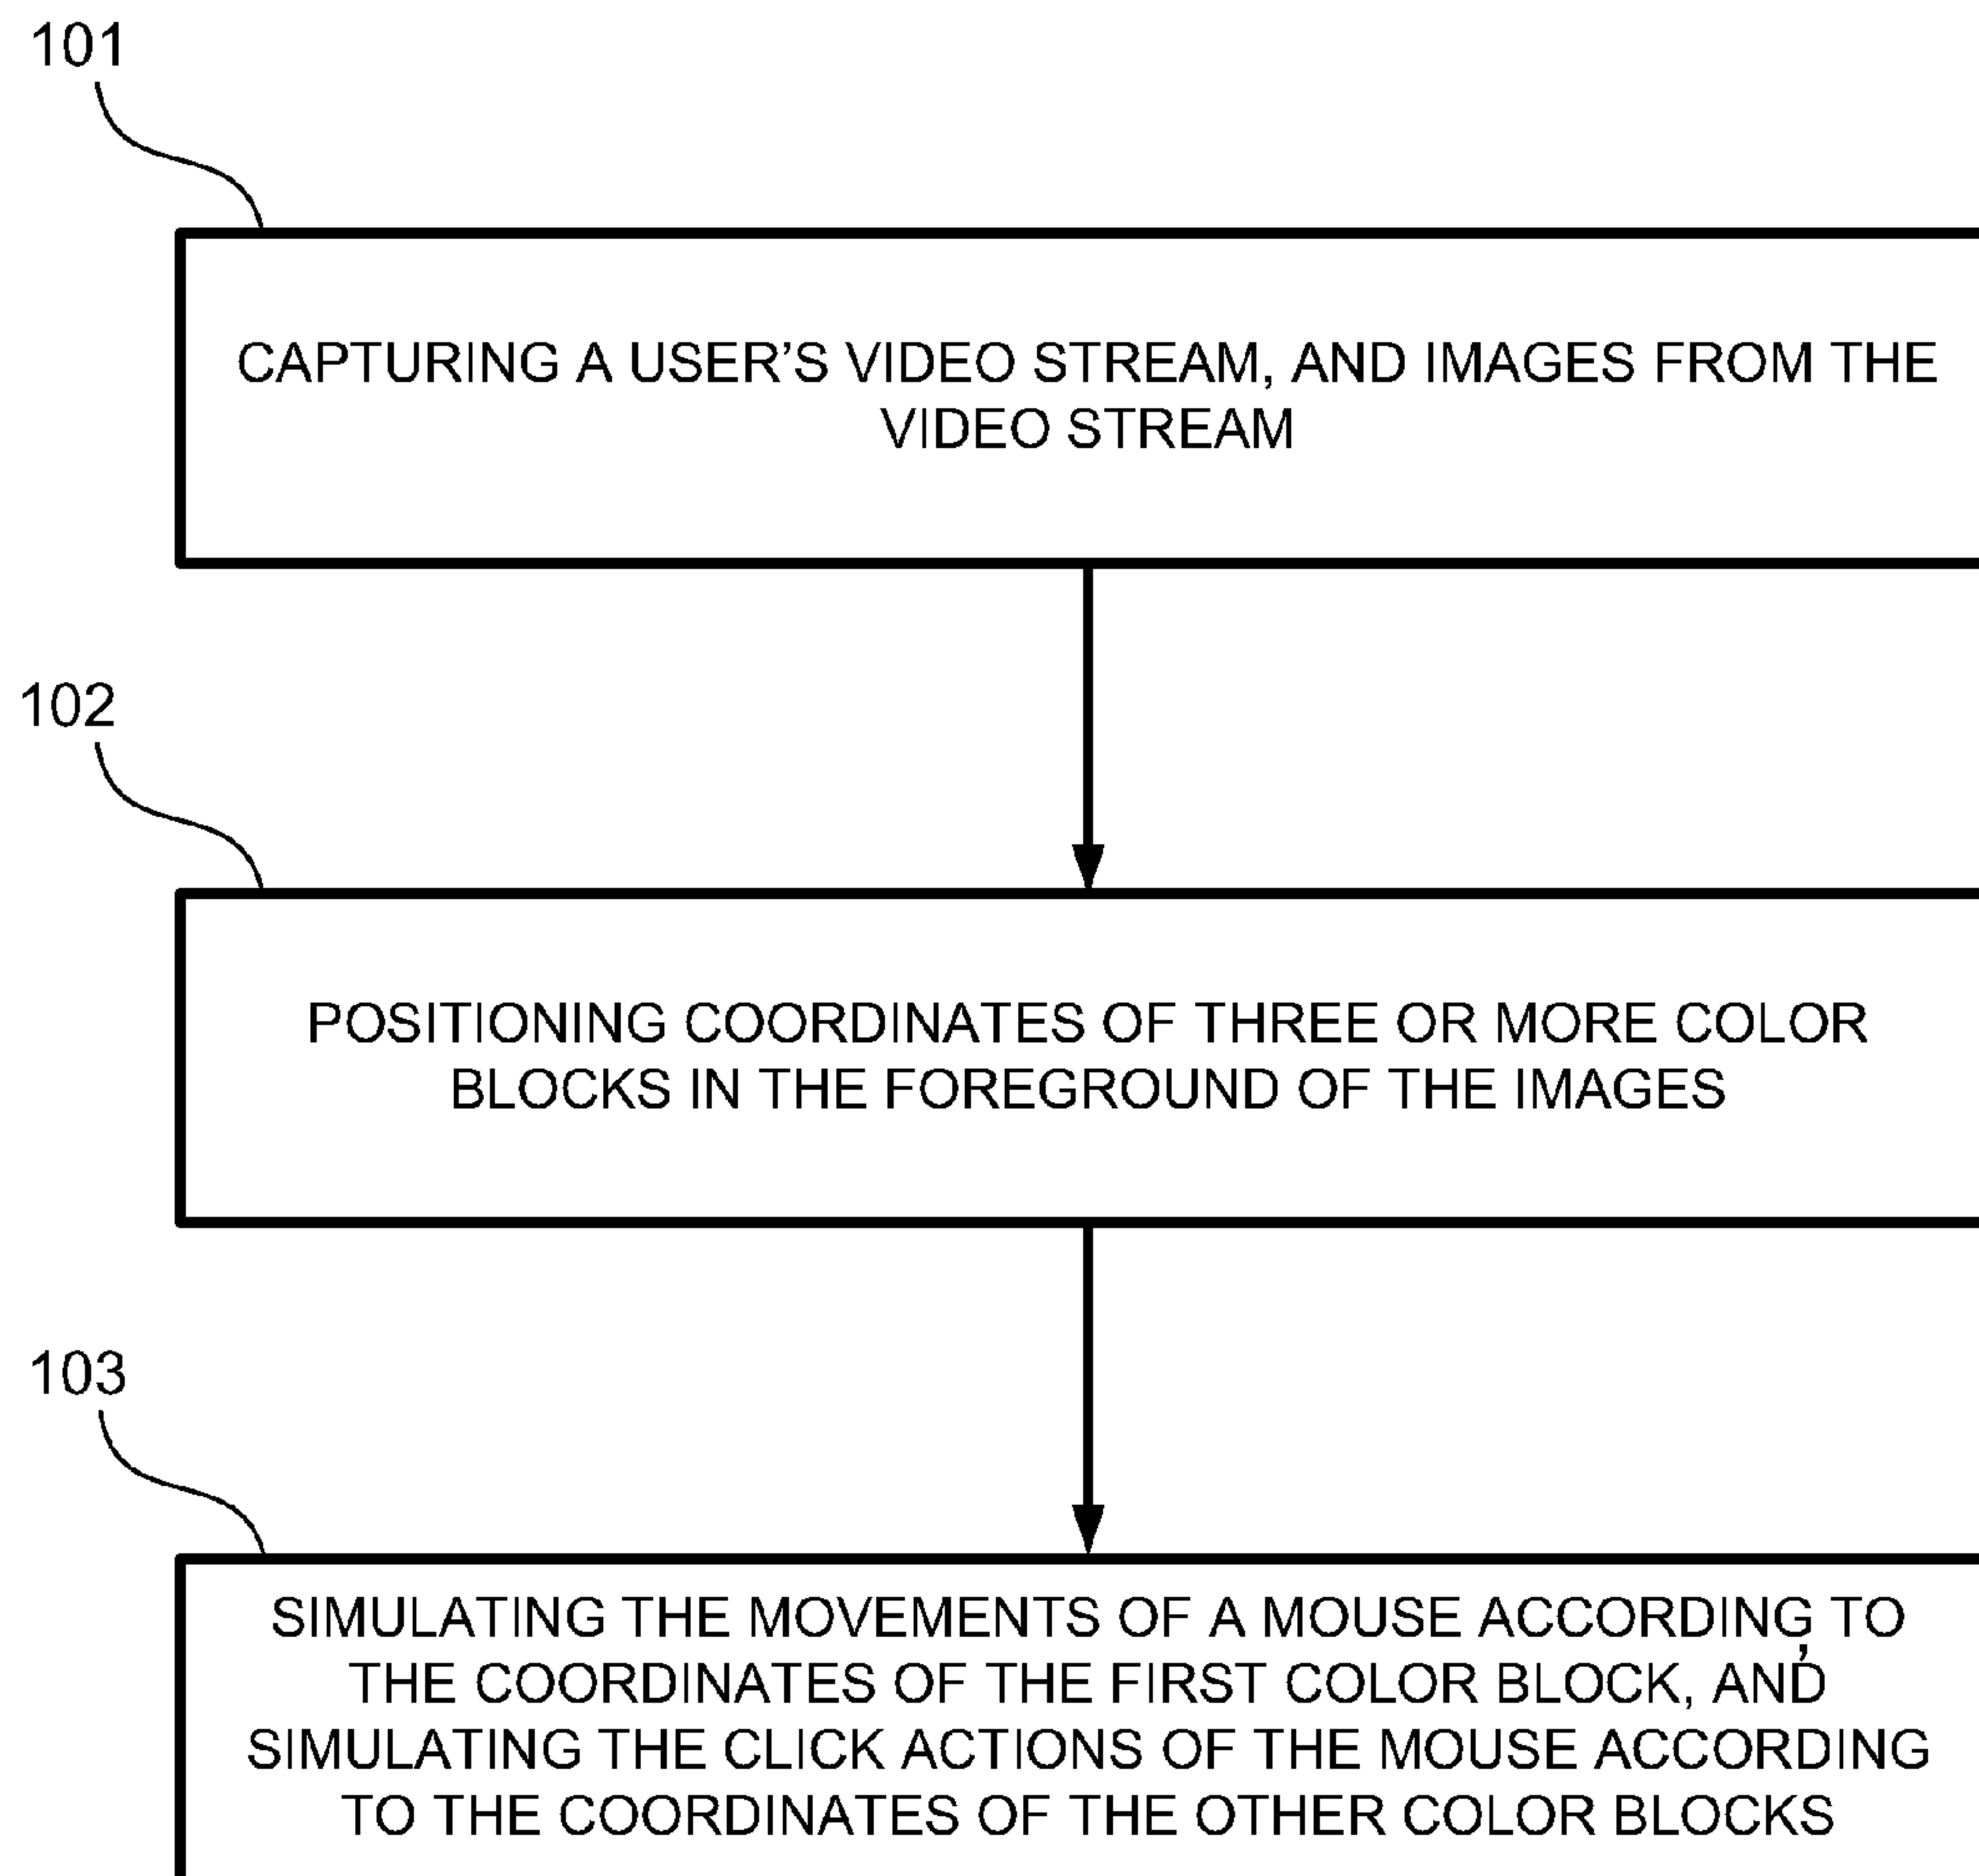 101
CAPTURING A USER'S VIDEO STREAM, AND IMAGES FROM THE
VIDEO STREAM
102
POSITIONING COORDINATES OF THREE OR MORE COLOR
BLOCKS IN THE FOREGROUND OF THE IMAGES
103
SIMULATING THE MOVEMENTS OF A MOUSE ACCORDING TO
THE COORDINATES OF THE FIRST COLOR BLOCK, AND
SIMULATING THE CLICK ACTIONS OF THE MOUSE ACCORDING
TO THE COORDINATES OF THE OTHER COLOR BLOCKS